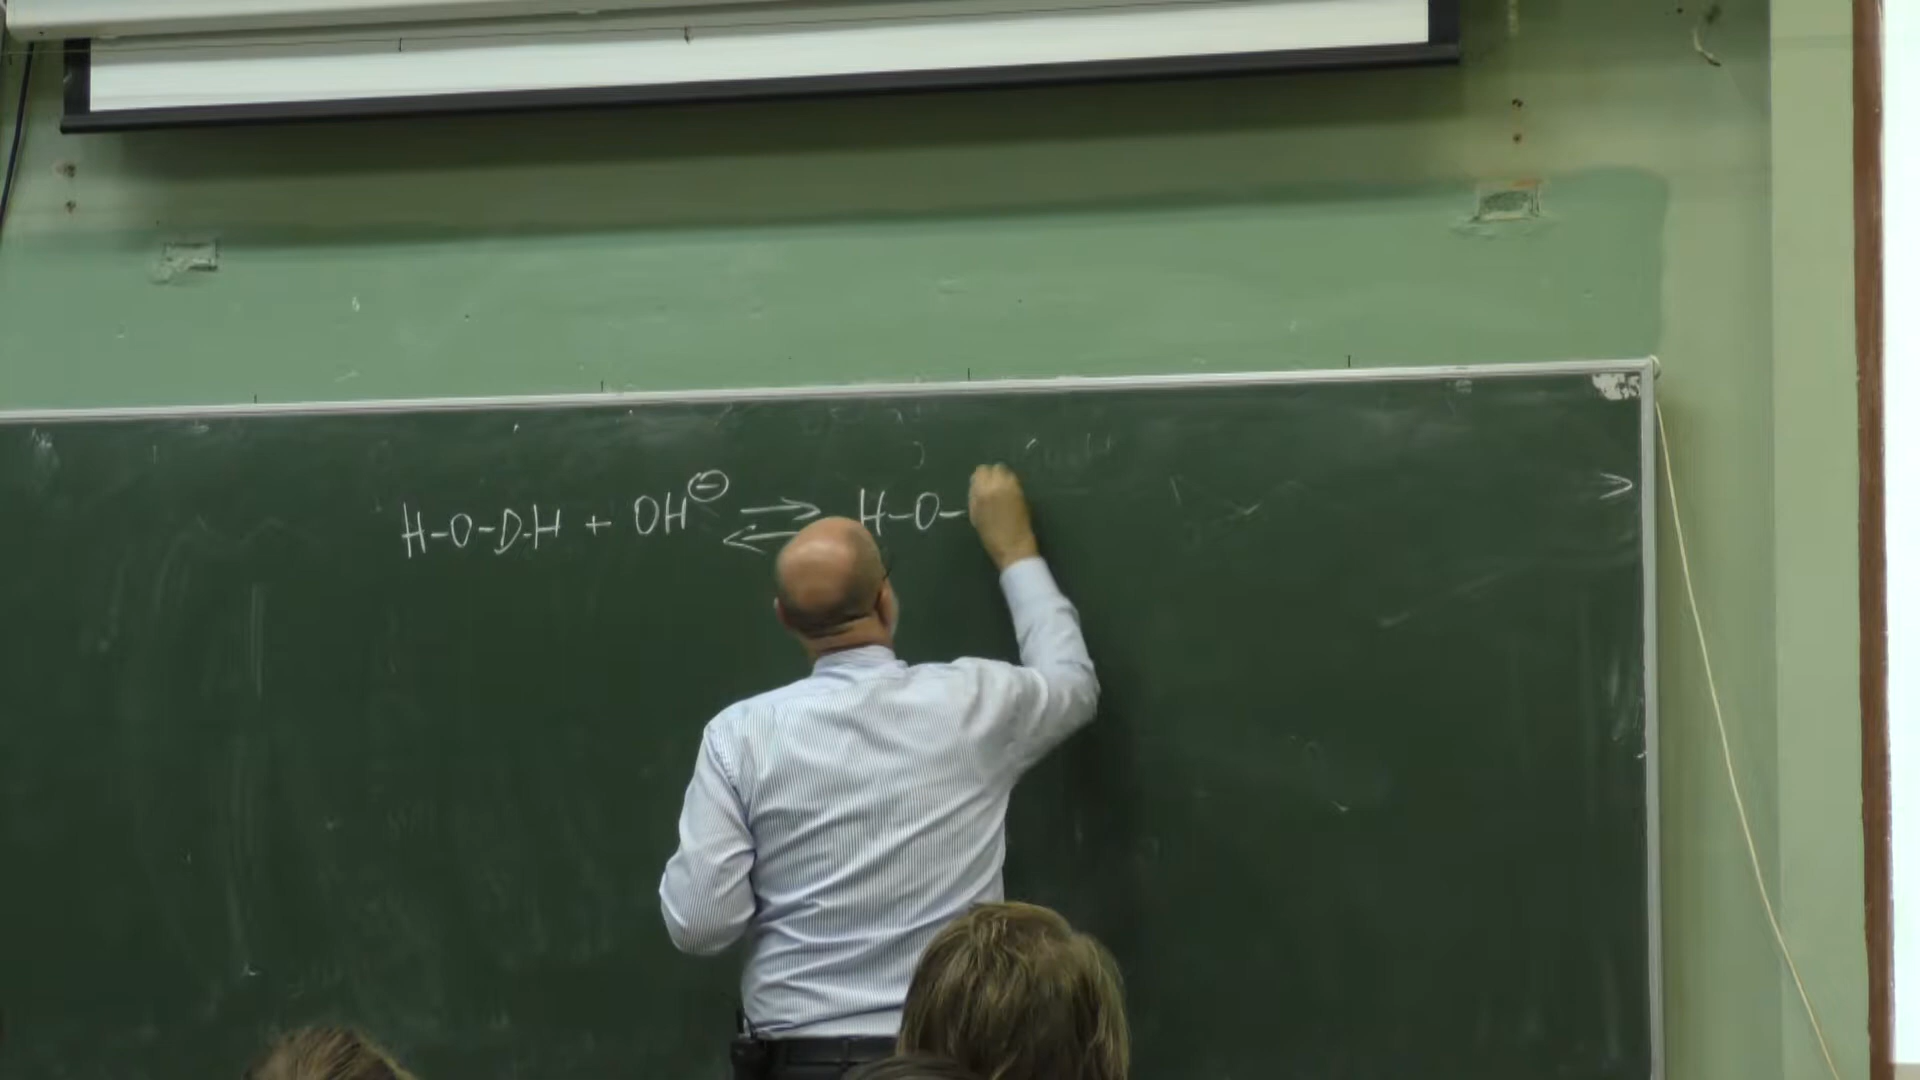 H-O-D-H + OH⊖ ⇌ H-O-